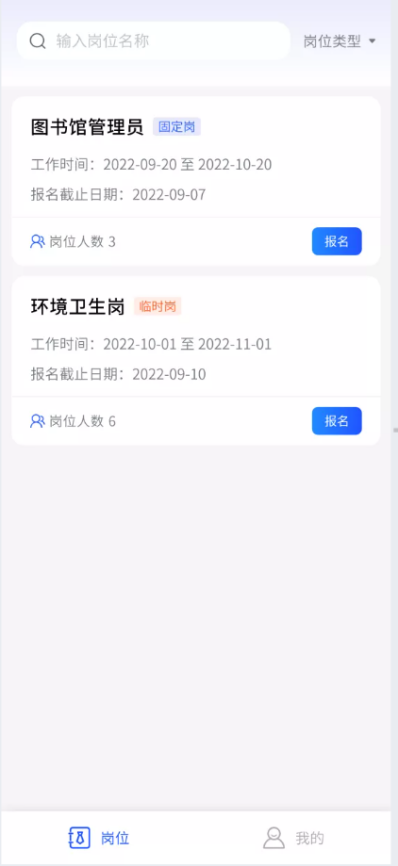 输入岗位名称 岗位类型
图书馆管理员 固定岗
工作时间：2022-09-20 至 2022-10-20
报名截止日期：2022-09-07
岗位人数 3 报名
环境卫生岗 临时岗
工作时间：2022-10-01 至 2022-11-01
报名截止日期：2022-09-10
岗位人数 6 报名
岗位 我的